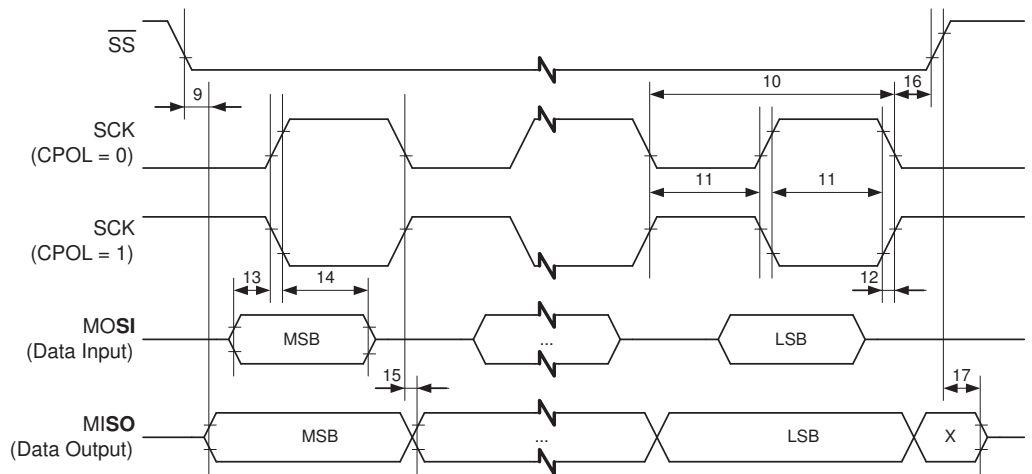 SS
10
16
9
SCK
(CPOL = 0)
11
11
SCK
(CPOL = 1)
13
14
12
MOSI
(Data Input)
MSB
...
LSB
15
17
MISO
(Data Output)
MSB
...
LSB
X